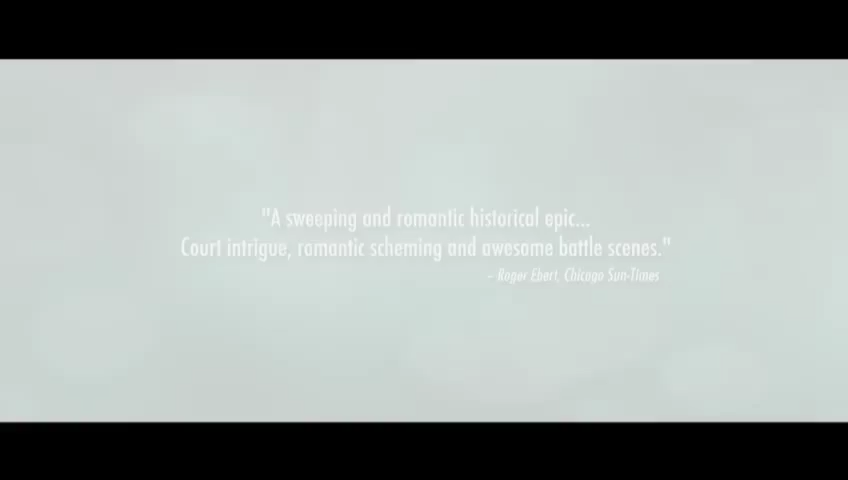 "A sweeping and romantic historical epic...
Court intrigue, romantic scheming and awesome battle scenes."
– Roger Ebert, Chicago Sun-Times